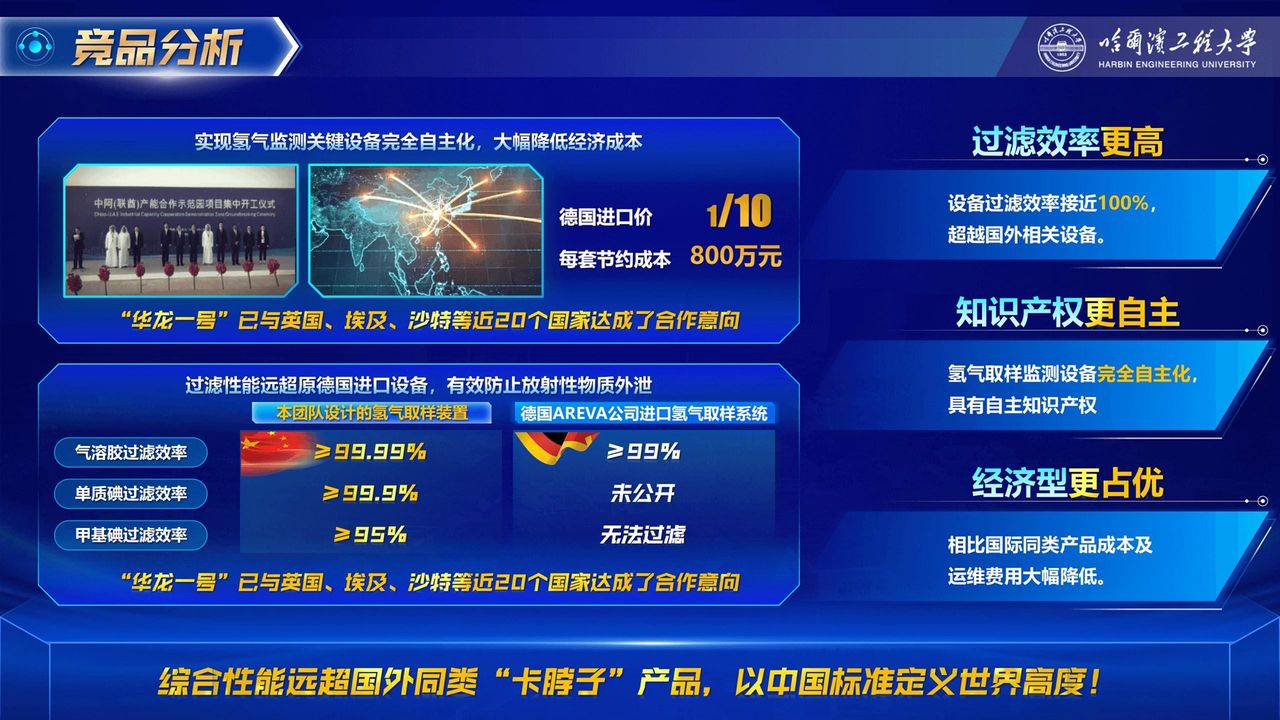 竞品分析
哈尔滨工程大学
HARBIN ENGINEERING UNIVERSITY
实现氢气监测关键设备完全自主化，大幅降低经济成本
中阿(联酋)产能合作示范园项目集中开工仪式
China-U.A.E Industrial Capacity Cooperation Demonstration Zone Groundbreaking Ceremony
德国进口价 1/10
每套节约成本 800万元
“华龙一号”已与英国、埃及、沙特等近20个国家达成了合作意向
过滤性能远超原德国进口设备，有效防止放射性物质外泄
本团队设计的氢气取样装置 德国AREVA公司进口氢气取样系统
气溶胶过滤效率 ≥99.99% ≥99%
单质碘过滤效率 ≥99.9% 未公开
甲基碘过滤效率 ≥95% 无法过滤
“华龙一号”已与英国、埃及、沙特等近20个国家达成了合作意向
过滤效率更高
设备过滤效率接近100%，
超越国外相关设备。
知识产权更自主
氢气取样监测设备完全自主化，
具有自主知识产权
经济型更占优
相比国际同类产品成本及
运维费用大幅降低。
综合性能远超国外同类“卡脖子”产品，以中国标准定义世界高度！